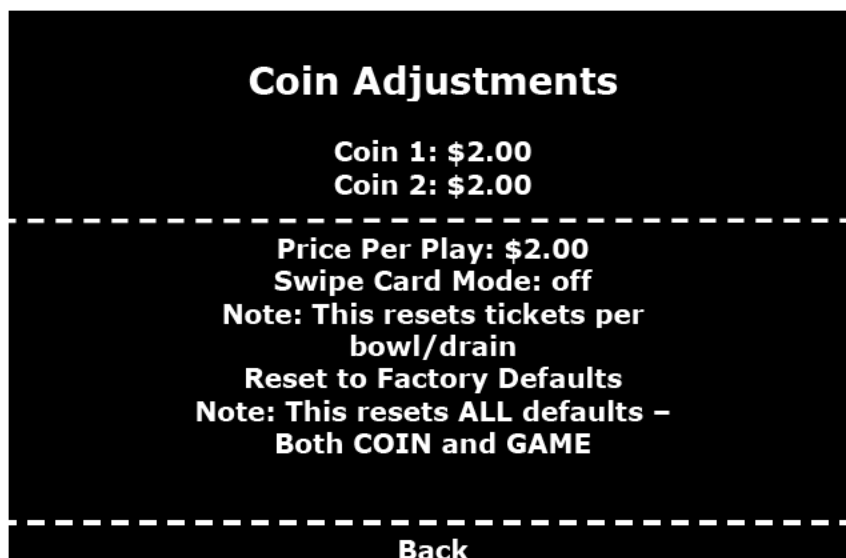 Coin Adjustments
Coin 1: $2.00
Coin 2: $2.00
Price Per Play: $2.00
Swipe Card Mode: off
Note: This resets tickets per
bowl/drain
Reset to Factory Defaults
Note: This resets ALL defaults –
Both COIN and GAME
Back